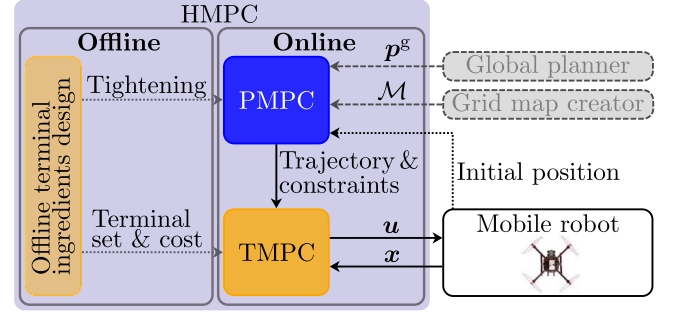 HMPC
Offline
Online
Offline terminal
ingredients design
Tightening
Terminal
set & cost
PMPC
Trajectory &
constraints
TMPC
𝒑ᵍ
ℳ
Global planner
Grid map creator
Initial position
𝒖
𝒙
Mobile robot